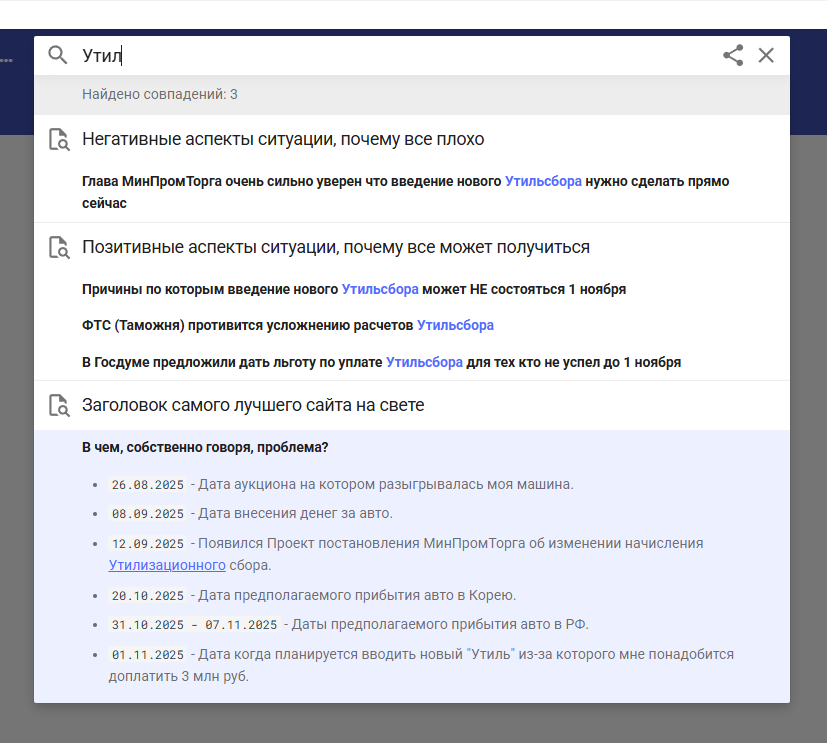 Утил
Найдено совпадений: 3
Негативные аспекты ситуации, почему все плохо
Глава МинПромТорга очень сильно уверен что введение нового Утильсбора нужно сделать прямо
сейчас
Позитивные аспекты ситуации, почему все может получиться
Причины по которым введение нового Утильсбора может НЕ состояться 1 ноября
ФТС (Таможня) противится усложнению расчетов Утильсбора
В Госдуме предложили дать льготу по уплате Утильсбора для тех кто не успел до 1 ноября
Заголовок самого лучшего сайта на свете
В чем, собственно говоря, проблема?
• 26.08.2025 - Дата аукциона на котором разыгрывалась моя машина.
• 08.09.2025 - Дата внесения денег за авто.
• 12.09.2025 - Появился Проект постановления МинПромТорга об изменении начисления
Утилизационного сбора.
• 20.10.2025 - Дата предполагаемого прибытия авто в Корею.
• 31.10.2025 - 07.11.2025 - Даты предполагаемого прибытия авто в РФ.
• 01.11.2025 - Дата когда планируется вводить новый "Утиль" из-за которого мне понадобится
доплатить 3 млн руб.